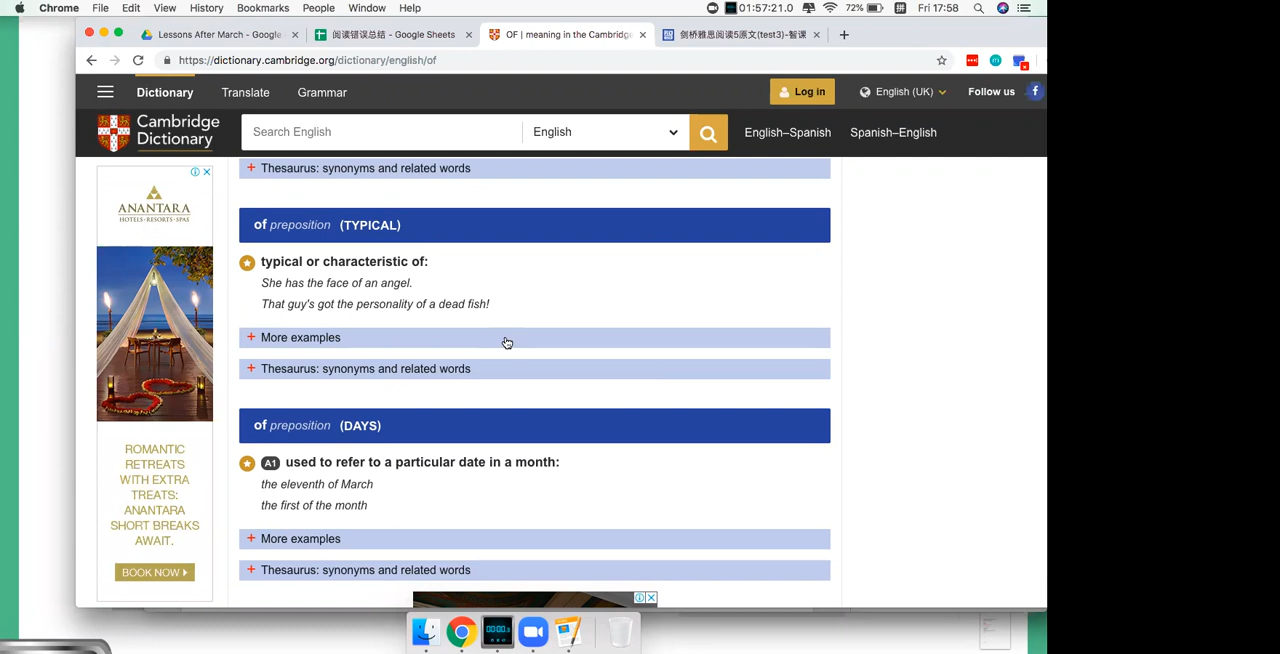 Chrome File Edit View History Bookmarks People Window Help 01:57:21.0 72% 拼 Fri 17:58
Lessons After March - Google 阅读错误总结 - Google Sheets OF | meaning in the Cambridge 剑桥雅思阅读5原文(test3)-智课
https://dictionary.cambridge.org/dictionary/english/of
Dictionary Translate Grammar Log in English (UK) Follow us
Cambridge Dictionary Search English English English–Spanish Spanish–English
+ Thesaurus: synonyms and related words
of preposition (TYPICAL)
typical or characteristic of:
She has the face of an angel.
That guy's got the personality of a dead fish!
+ More examples
+ Thesaurus: synonyms and related words
of preposition (DAYS)
A1 used to refer to a particular date in a month:
the eleventh of March
the first of the month
+ More examples
+ Thesaurus: synonyms and related words
ANANTARA
HOTELS·RESORTS·SPAS
ROMANTIC
RETREATS
WITH EXTRA
TREATS:
ANANTARA
SHORT BREAKS
AWAIT.
BOOK NOW